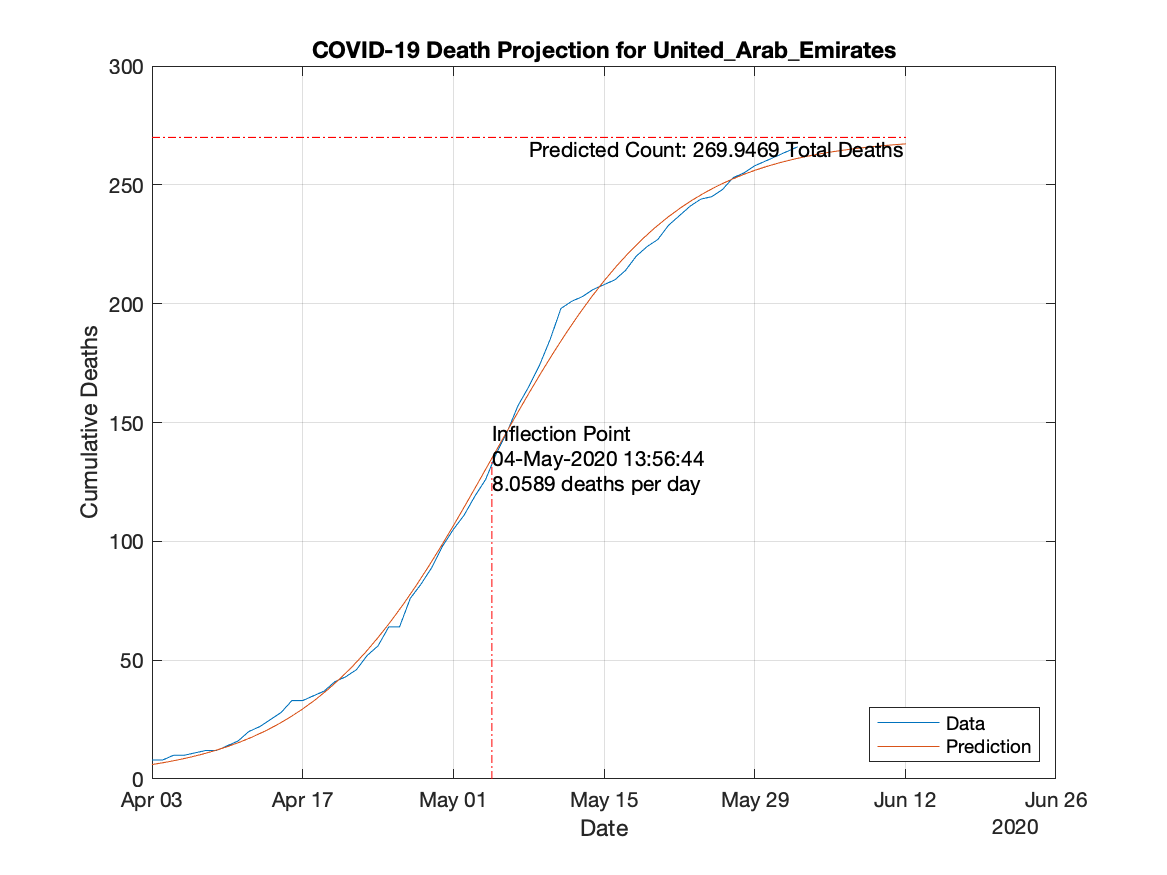 COVID-19 Death Projection for United_Arab_Emirates
300
Predicted Count: 269.9469 Total Deaths
250
200
150
Inflection Point
04-May-2020 13:56:44
8.0589 deaths per day
100
50
0
Cumulative Deaths
Data
Prediction
Apr 03 Apr 17 May 01 May 15 May 29 Jun 12 Jun 26
Date
2020